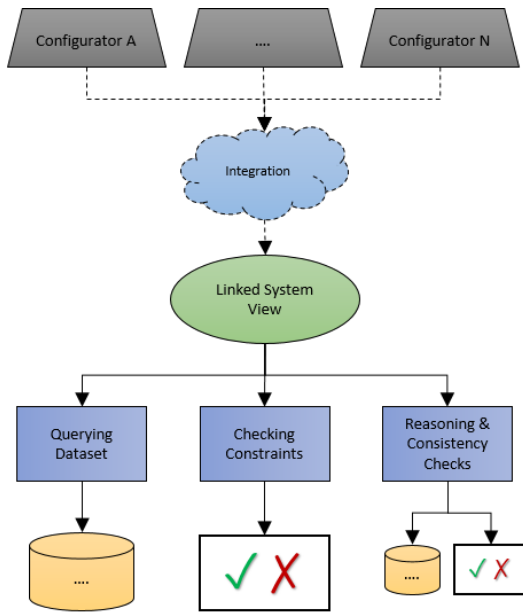 Configurator A
....
Configurator N
Integration
Linked System
View
Querying
Dataset
Checking
Constraints
Reasoning &
Consistency
Checks
....
....